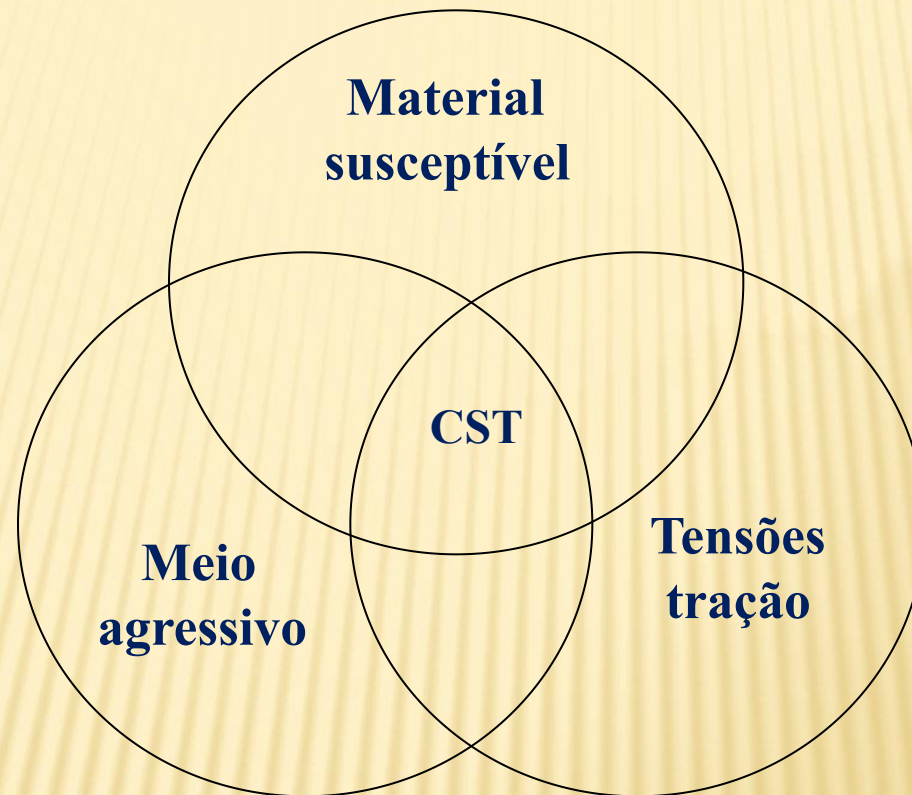 Material
susceptível
CST
Meio
agressivo
Tensões
tração